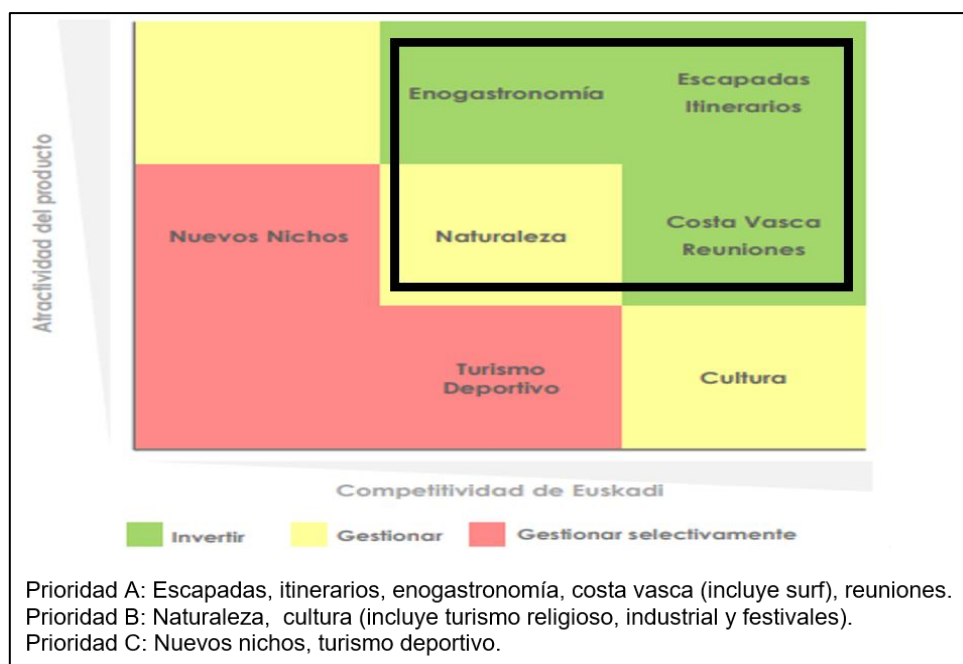 Atractividad del producto
Enogastronomía
Escapadas
Itinerarios
Nuevos Nichos
Naturaleza
Costa Vasca
Reuniones
Turismo
Deportivo
Cultura
Competitividad de Euskadi
Invertir
Gestionar
Gestionar selectivamente
Prioridad A: Escapadas, itinerarios, enogastronomía, costa vasca (incluye surf), reuniones.
Prioridad B: Naturaleza, cultura (incluye turismo religioso, industrial y festivales).
Prioridad C: Nuevos nichos, turismo deportivo.